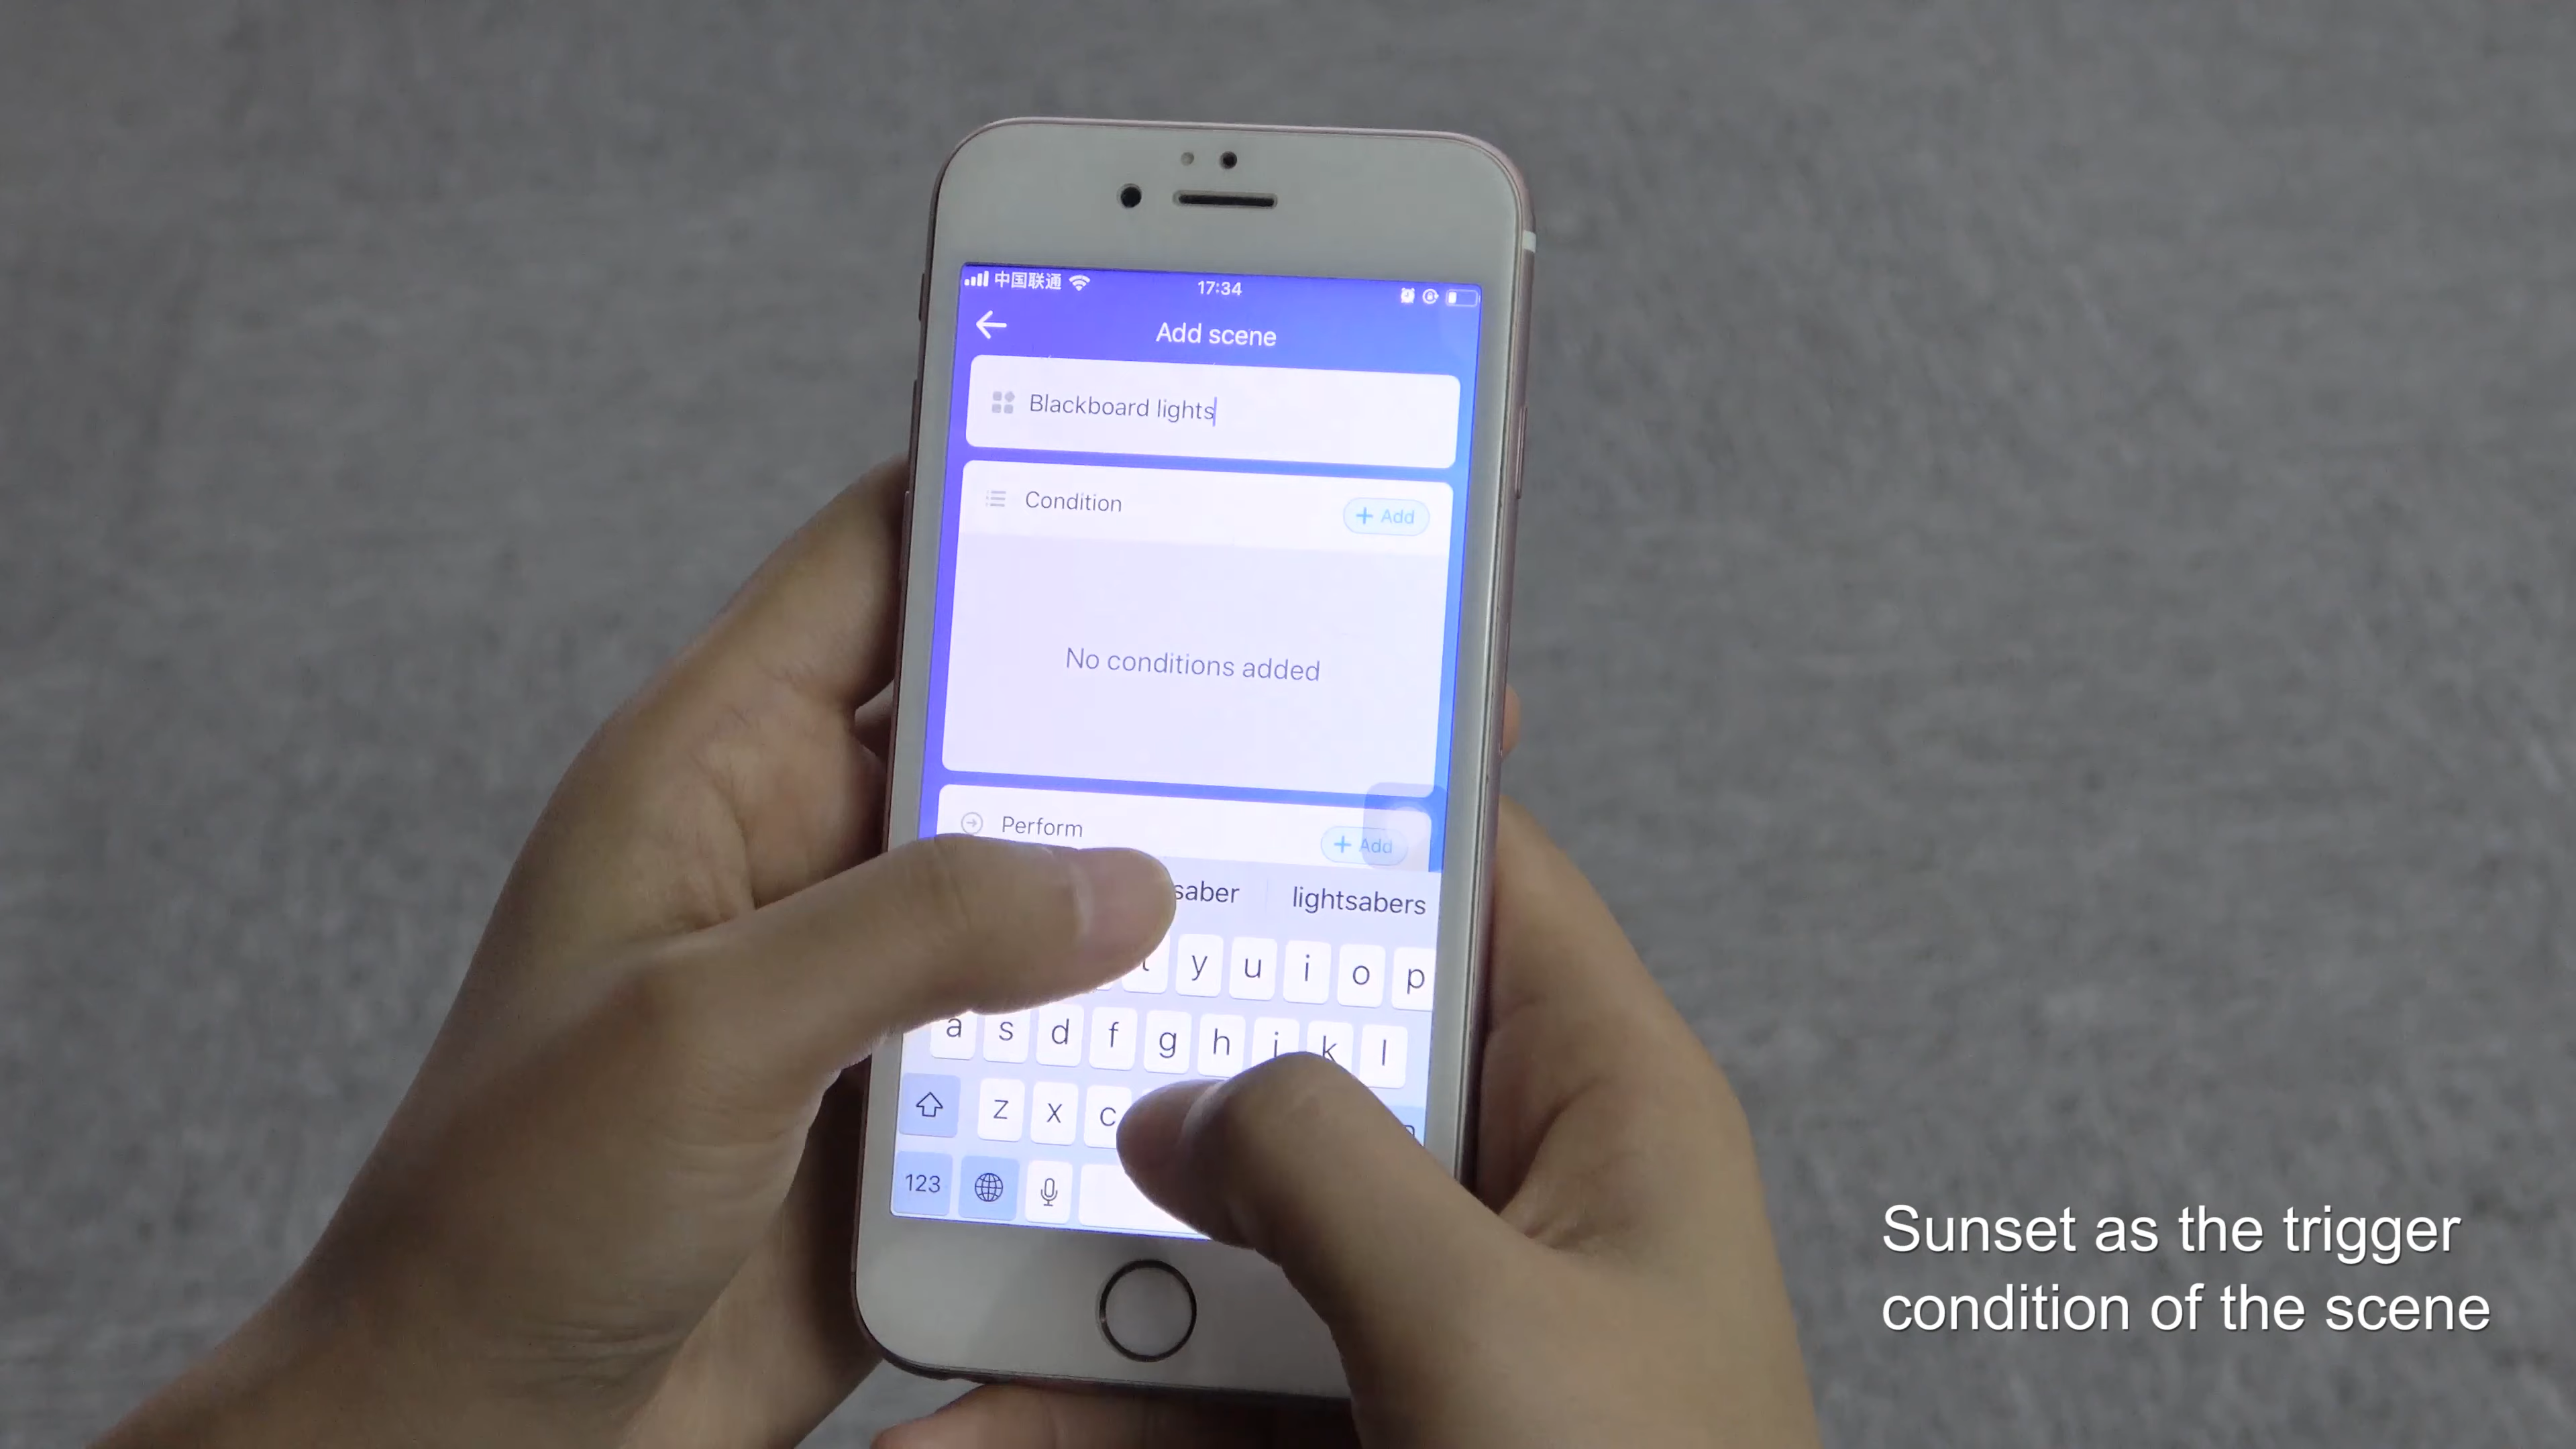 中国联通
17:34
Add scene
Blackboard lights
Condition
+ Add
No conditions added
Perform
+ Add
lightsabers
y u i o p
a s d f g h j k l
z x c
123
Sunset as the trigger
condition of the scene